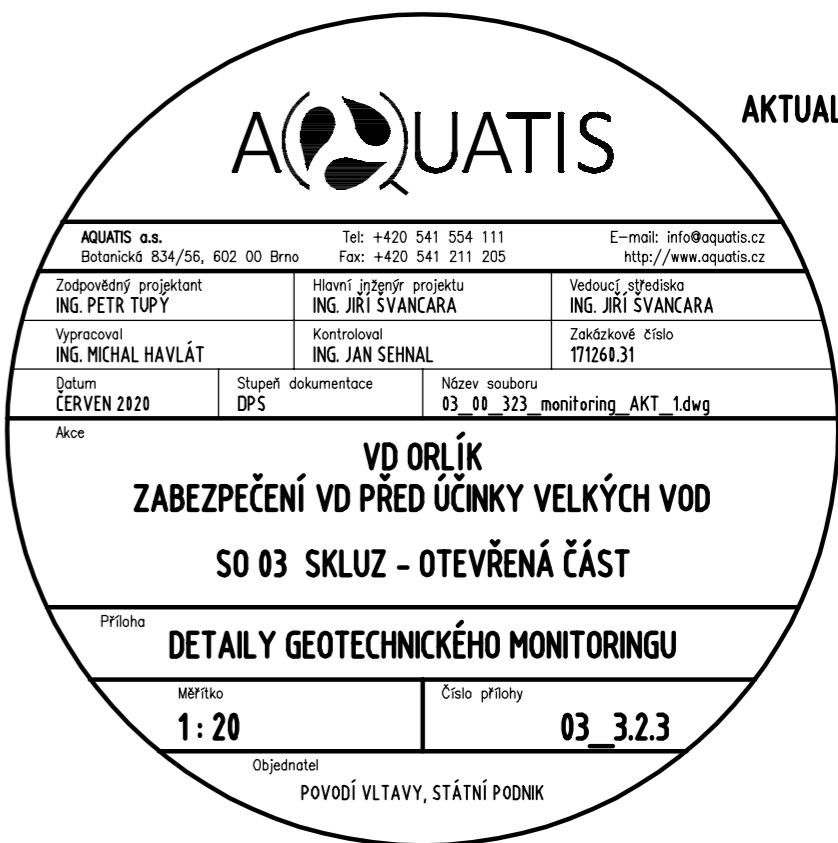 AQUATIS
AKTUAL
AQUATIS a.s. Tel: +420 541 554 111 E-mail: info@aquatis.cz
Botanická 834/56, 602 00 Brno Fax: +420 541 211 205 http://www.aquatis.cz
Zodpovědný projektant Hlavní inženýr projektu Vedoucí střediska
ING. PETR TUPÝ ING. JIŘÍ ŠVANCARA ING. JIŘÍ ŠVANCARA
Vypracoval Kontroloval Zakázkové číslo
ING. MICHAL HAVLÁT ING. JAN SEHNAL 171260.31
Datum Stupeň dokumentace Název souboru
ČERVEN 2020 DPS 03_00_323_monitoring_AKT_1.dwg
Akce
VD ORLÍK
ZABEZPEČENÍ VD PŘED ÚČINKY VELKÝCH VOD
SO 03 SKLUZ - OTEVŘENÁ ČÁST
Příloha
DETAILY GEOTECHNICKÉHO MONITORINGU
Měřítko Číslo přílohy
1 : 20 03_3.2.3
Objednatel
POVODÍ VLTAVY, STÁTNÍ PODNIK